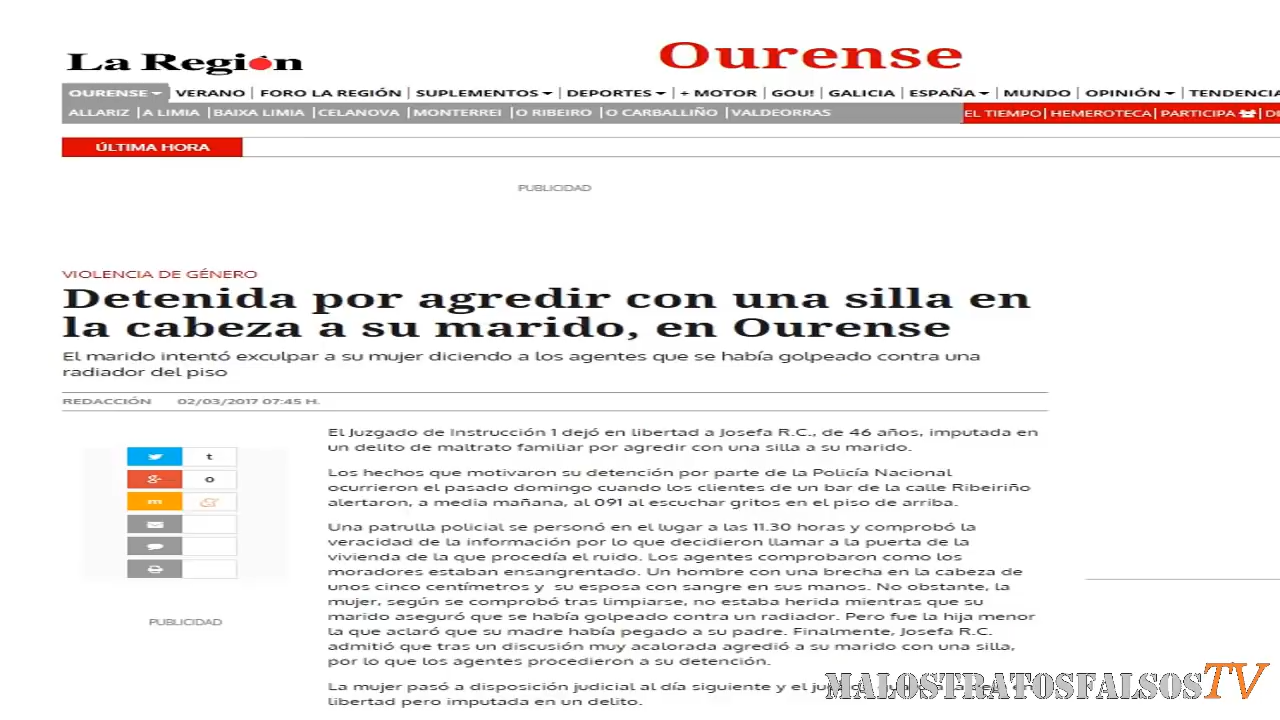 La Región
Ourense
OURENSE VERANO | FORO LA REGIÓN | SUPLEMENTOS | DEPORTES | + MOTOR | GOU! | GALICIA | ESPAÑA | MUNDO | OPINIÓN | TENDENCIA
ALLARIZ | A LIMIA | BAIXA LIMIA | CELANOVA | MONTERREI | O RIBEIRO | O CARBALLIÑO | VALDEORRAS EL TIEMPO | HEMEROTECA | PARTICIPA | DE
ÚLTIMA HORA
PUBLICIDAD
VIOLENCIA DE GÉNERO
Detenida por agredir con una silla en
la cabeza a su marido, en Ourense
El marido intentó exculpar a su mujer diciendo a los agentes que se había golpeado contra una
radiador del piso
REDACCIÓN 02/03/2017 07:45 H.
t
0
m
El Juzgado de Instrucción 1 dejó en libertad a Josefa R.C., de 46 años, imputada en
un delito de maltrato familiar por agredir con una silla a su marido.
Los hechos que motivaron su detención por parte de la Policía Nacional
ocurrieron el pasado domingo cuando los clientes de un bar de la calle Ribeiriño
alertaron, a media mañana, al 091 al escuchar gritos en el piso de arriba.
Una patrulla policial se personó en el lugar a las 11.30 horas y comprobó la
veracidad de la información por lo que decidieron llamar a la puerta de la
vivienda de la que procedía el ruido. Los agentes comprobaron como los
moradores estaban ensangrentado. Un hombre con una brecha en la cabeza de
unos cinco centímetros y su esposa con sangre en sus manos. No obstante, la
mujer, según se comprobó tras limpiarse, no estaba herida mientras que su
marido aseguró que se había golpeado contra un radiador. Pero fue la hija menor
la que aclaró que su madre había pegado a su padre. Finalmente, Josefa R.C.
admitió que tras un discusión muy acalorada agredió a su marido con una silla,
por lo que los agentes procedieron a su detención.
PUBLICIDAD
La mujer pasó a disposición judicial al día siguiente y el
libertad pero imputada en un delito.
MALOSTRATOSFALSOSTV